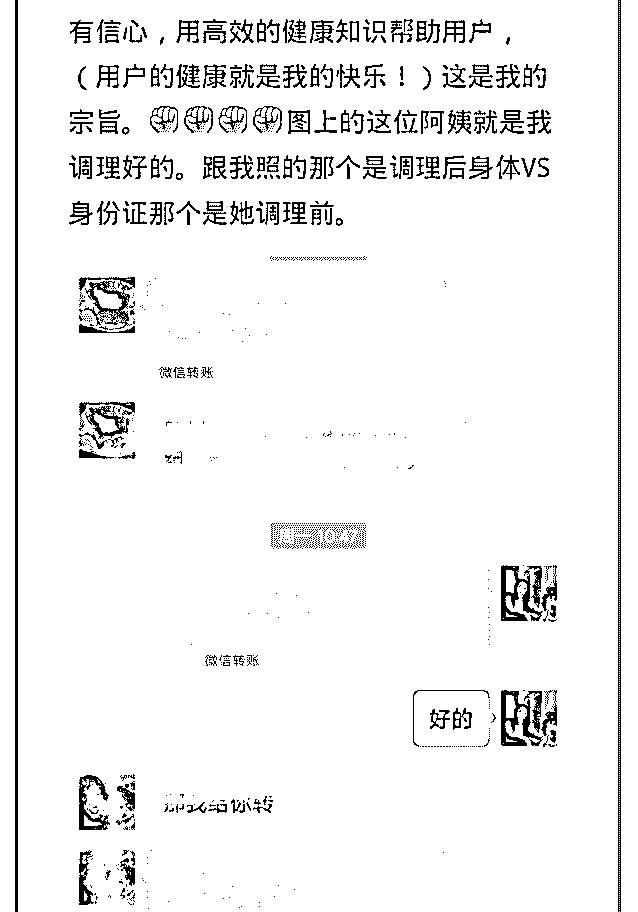 有信心，用高效的健康知识帮助用户，
（用户的健康就是我的快乐！）这是我的
宗旨。✊✊✊✊图上的这位阿姨就是我
调理好的。跟我照的那个是调理后身体VS
身份证那个是她调理前。
微信转账
周一 10:47
微信转账
好的
那我给你转